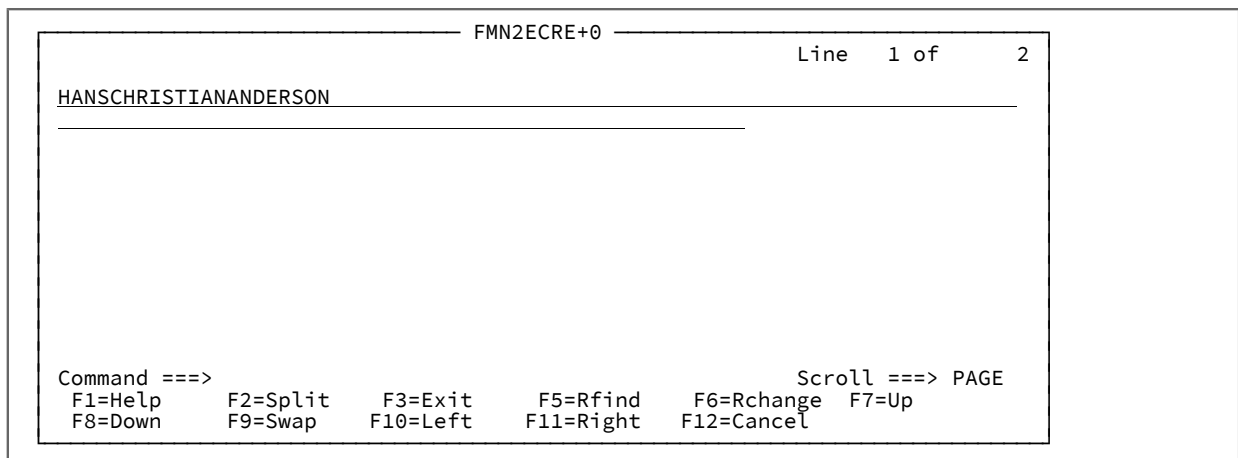 FMN2ECRE+0
Line 1 of 2
HANSCHRISTIANANDERSON
Command ===> Scroll ===> PAGE
F1=Help F2=Split F3=Exit F5=Rfind F6=Rchange F7=Up
F8=Down F9=Swap F10=Left F11=Right F12=Cancel